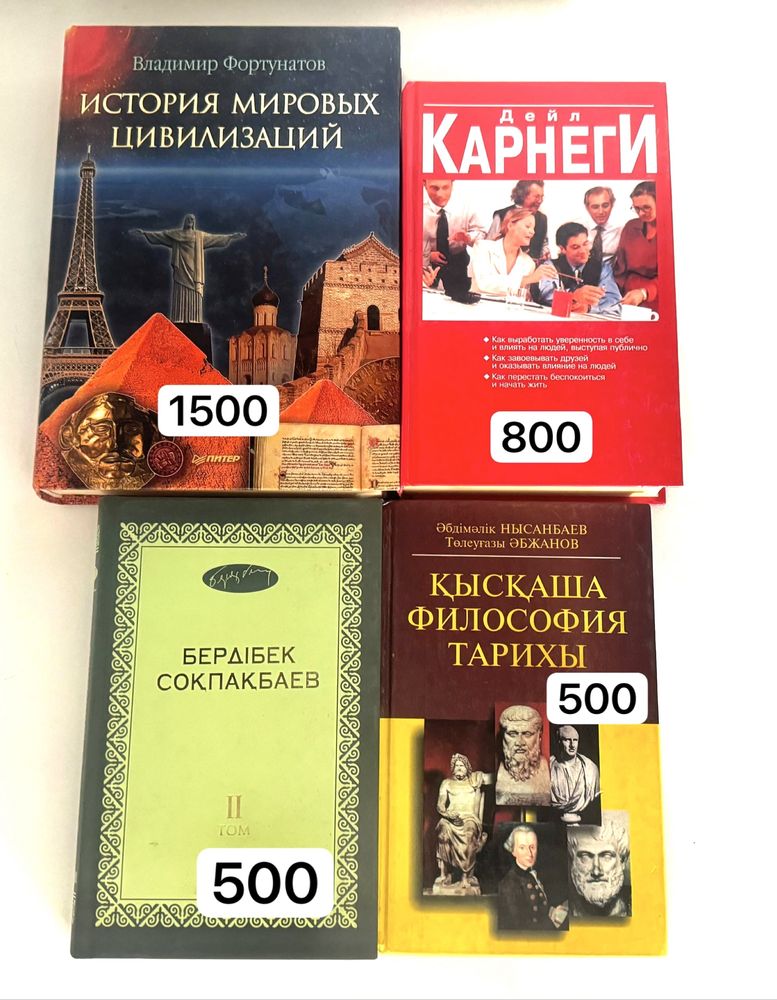 Владимир Фортунатов
ИСТОРИЯ МИРОВЫХ
ЦИВИЛИЗАЦИЙ
1500
ПИТЕР
Дейл
КАРНЕГИ
Как выработать уверенность в себе
и влиять на людей, выступая публично
Как завоевывать друзей
и оказывать влияние на людей
Как перестать беспокоиться
и начать жить
800
БЕРДІБЕК
СОҚПАҚБАЕВ
II
ТОМ
500
Әбдімәлік НЫСАНБАЕВ
Төлеуғазы ӘБЖАНОВ
ҚЫСҚАША
ФИЛОСОФИЯ
ТАРИХЫ
500